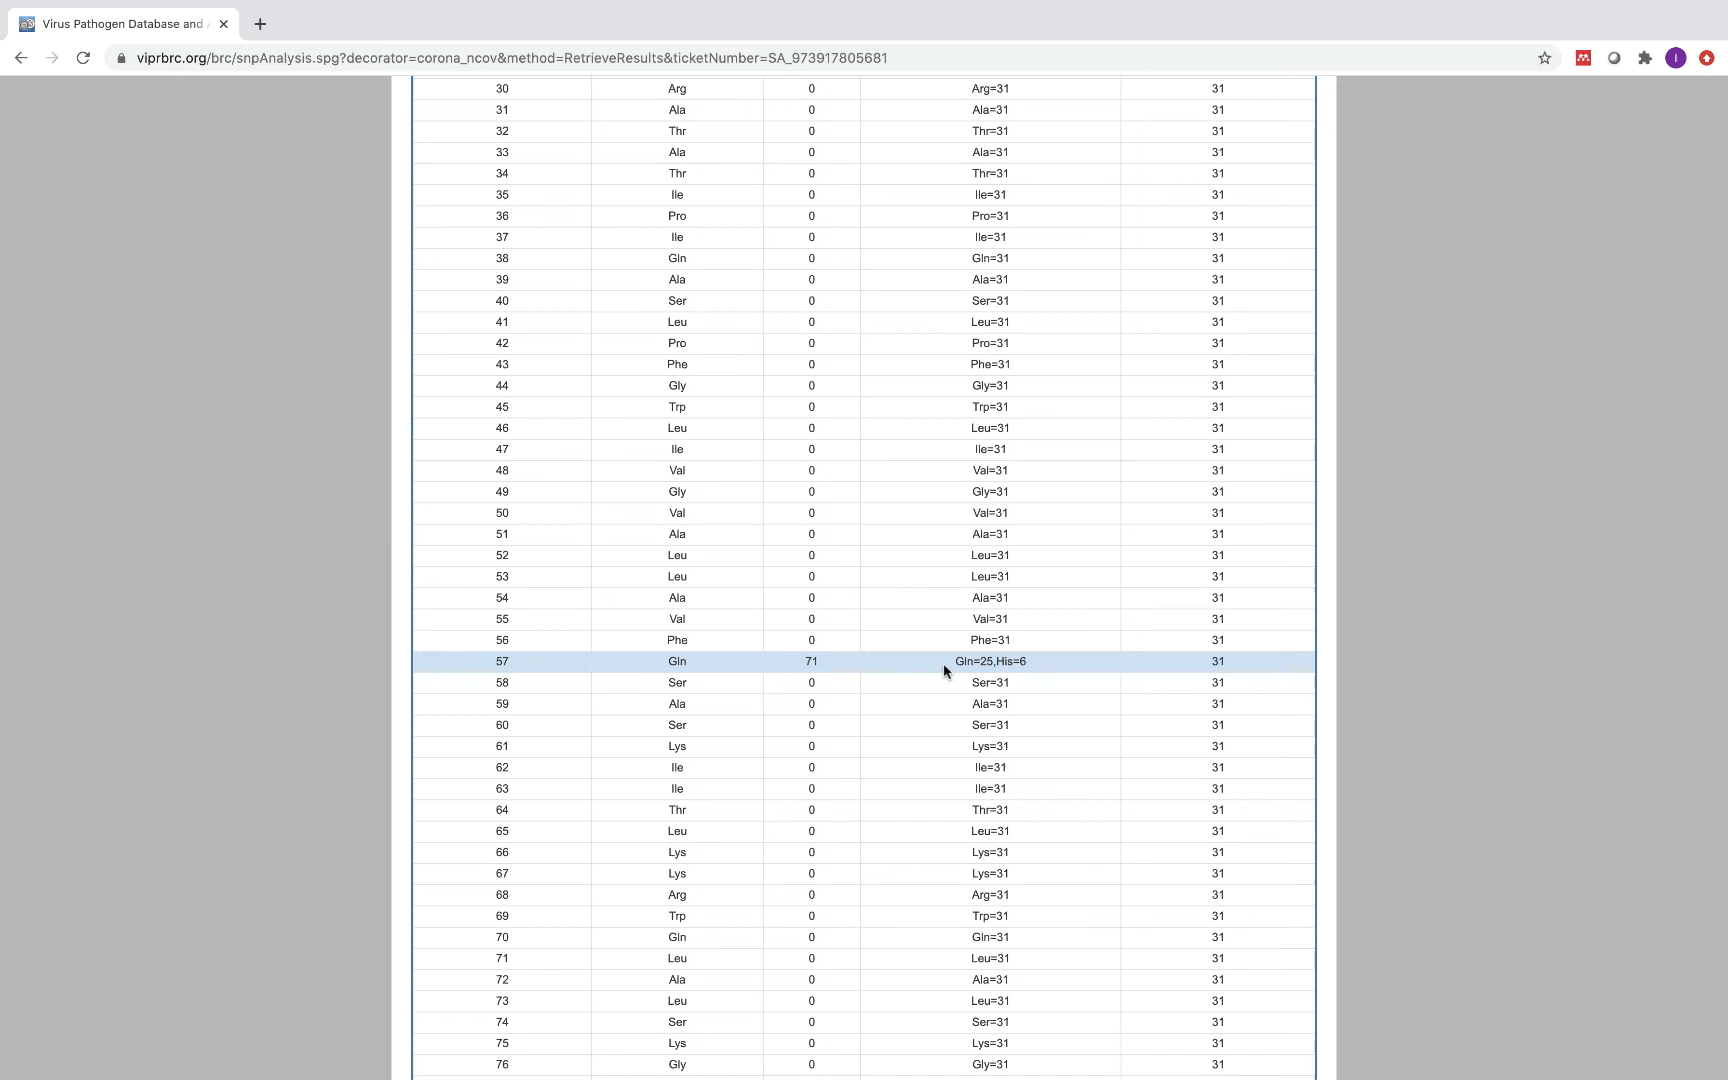 Virus Pathogen Database and
viprbrc.org/brc/snpAnalysis.spg?decorator=corona_ncov&method=RetrieveResults&ticketNumber=SA_973917805681
I
30 Arg 0 Arg=31 31
31 Ala 0 Ala=31 31
32 Thr 0 Thr=31 31
33 Ala 0 Ala=31 31
34 Thr 0 Thr=31 31
35 Ile 0 Ile=31 31
36 Pro 0 Pro=31 31
37 Ile 0 Ile=31 31
38 Gln 0 Gln=31 31
39 Ala 0 Ala=31 31
40 Ser 0 Ser=31 31
41 Leu 0 Leu=31 31
42 Pro 0 Pro=31 31
43 Phe 0 Phe=31 31
44 Gly 0 Gly=31 31
45 Trp 0 Trp=31 31
46 Leu 0 Leu=31 31
47 Ile 0 Ile=31 31
48 Val 0 Val=31 31
49 Gly 0 Gly=31 31
50 Val 0 Val=31 31
51 Ala 0 Ala=31 31
52 Leu 0 Leu=31 31
53 Leu 0 Leu=31 31
54 Ala 0 Ala=31 31
55 Val 0 Val=31 31
56 Phe 0 Phe=31 31
57 Gln 71 Gln=25,His=6 31
58 Ser 0 Ser=31 31
59 Ala 0 Ala=31 31
60 Ser 0 Ser=31 31
61 Lys 0 Lys=31 31
62 Ile 0 Ile=31 31
63 Ile 0 Ile=31 31
64 Thr 0 Thr=31 31
65 Leu 0 Leu=31 31
66 Lys 0 Lys=31 31
67 Lys 0 Lys=31 31
68 Arg 0 Arg=31 31
69 Trp 0 Trp=31 31
70 Gln 0 Gln=31 31
71 Leu 0 Leu=31 31
72 Ala 0 Ala=31 31
73 Leu 0 Leu=31 31
74 Ser 0 Ser=31 31
75 Lys 0 Lys=31 31
76 Gly 0 Gly=31 31